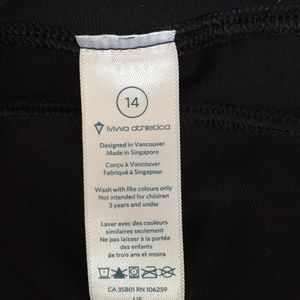 14
ivivva athletica
Designed in Vancouver
Made in Singapore
Conçu à Vancouver
Fabriqué à Singapour
Wash with like colours only
Not intended for children
3 years and under
Laver avec des couleurs
similaires seulement
Ne pas laisser à la portée
des enfants
de trois ans et moins
CA 35801 RN 106259